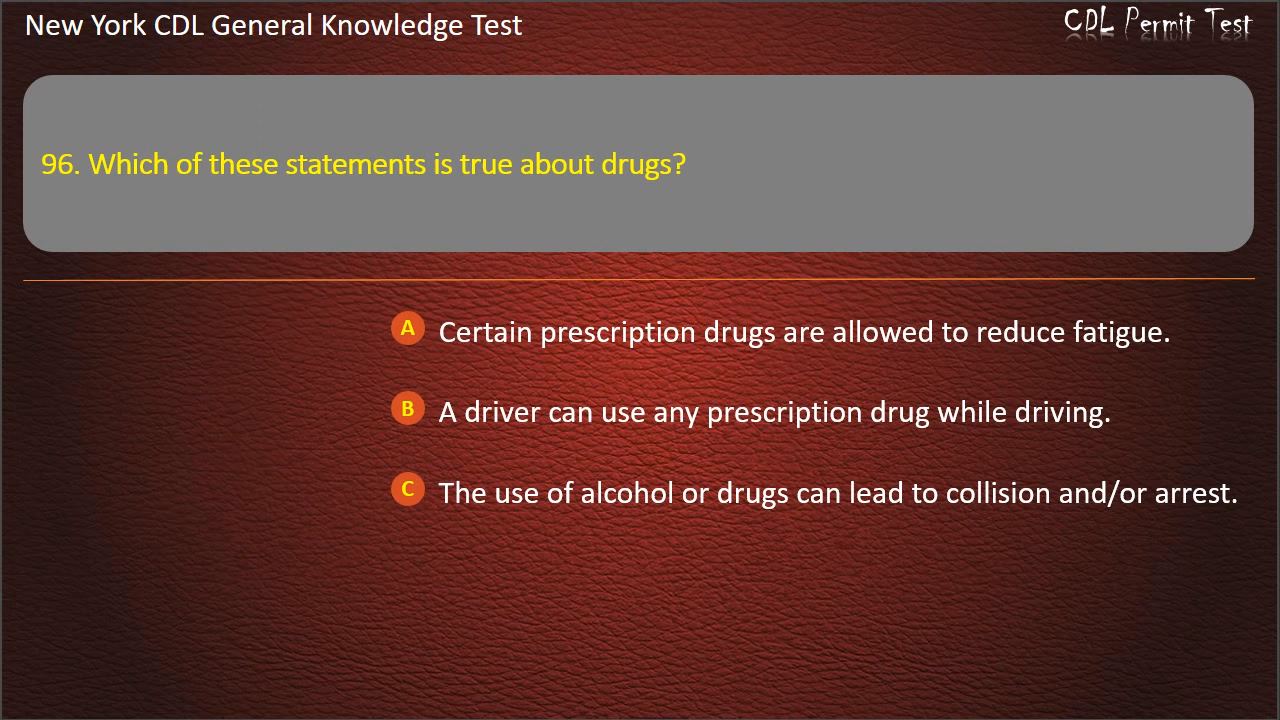 New York CDL General Knowledge Test
CDL Permit Test
96. Which of these statements is true about drugs?
A Certain prescription drugs are allowed to reduce fatigue.
B A driver can use any prescription drug while driving.
C The use of alcohol or drugs can lead to collision and/or arrest.